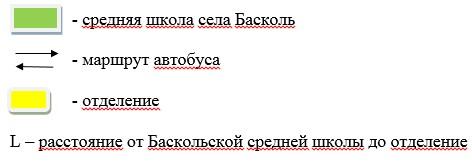 - средняя школа села Басколь
- маршрут автобуса
- отделение
L – расстояние от Баскольской средней школы до отделение